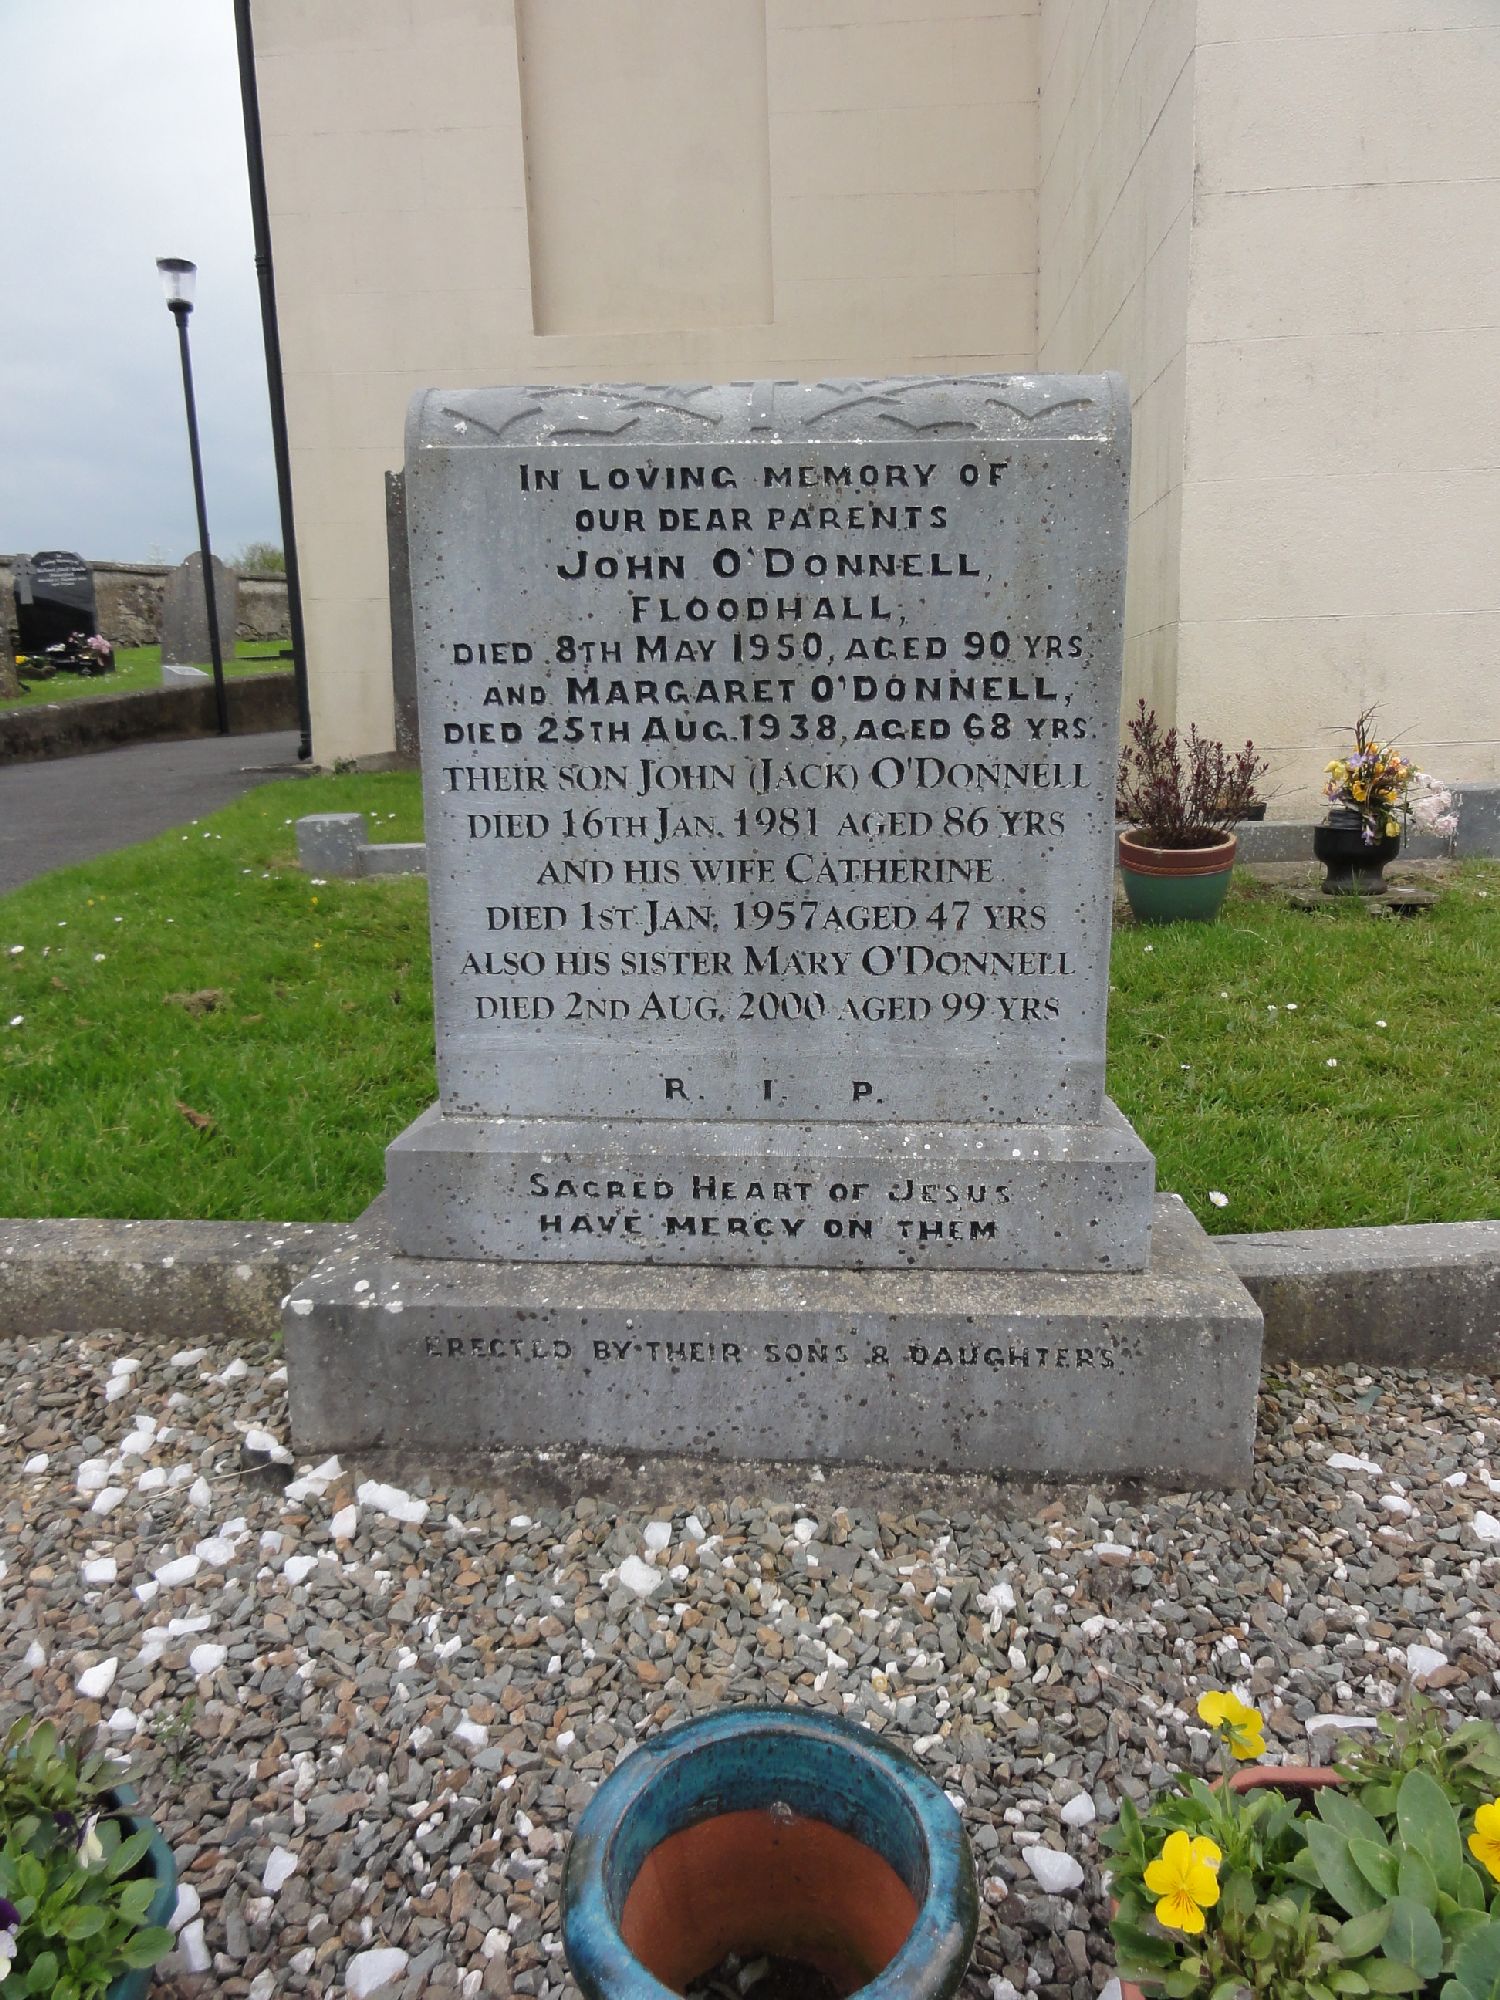 IN LOVING MEMORY OF
OUR DEAR PARENTS
JOHN O'DONNELL,
FLOODHALL,
DIED 8TH MAY 1950, AGED 90 YRS.
AND MARGARET O'DONNELL,
DIED 25TH AUG. 1938, AGED 68 YRS.
THEIR SON JOHN (JACK) O'DONNELL
DIED 16TH JAN. 1981 AGED 86 YRS
AND HIS WIFE CATHERINE
DIED 1ST JAN. 1957 AGED 47 YRS
ALSO HIS SISTER MARY O'DONNELL
DIED 2ND AUG. 2000 AGED 99 YRS
R. I. P.
SACRED HEART OF JESUS
HAVE MERCY ON THEM
ERECTED BY THEIR SONS & DAUGHTERS.